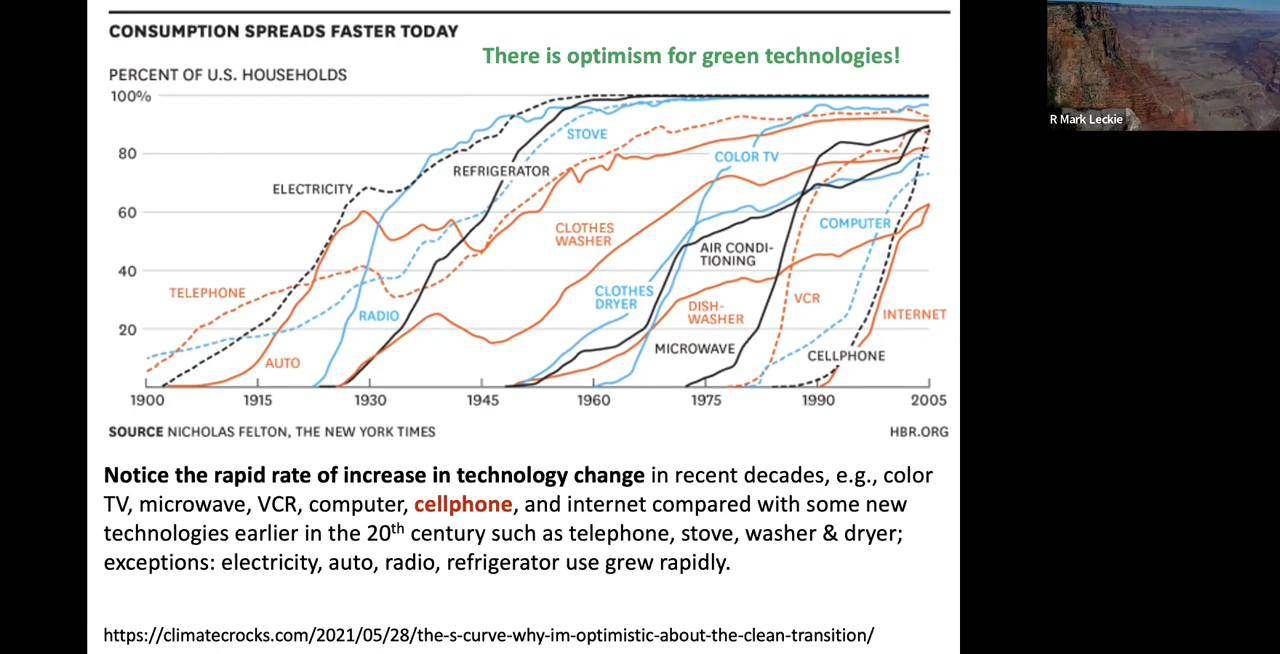 CONSUMPTION SPREADS FASTER TODAY
There is optimism for green technologies!
R Mark Leckie
PERCENT OF U.S. HOUSEHOLDS
100%
80
60
40
20
STOVE
COLOR TV
REFRIGERATOR
ELECTRICITY
CLOTHES
WASHER
COMPUTER
AIR CONDI-
TIONING
TELEPHONE
CLOTHES
DRYER
DISH-
WASHER
VCR
RADIO
INTERNET
MICROWAVE
CELLPHONE
AUTO
1900 1915 1930 1945 1960 1975 1990 2005
SOURCE NICHOLAS FELTON, THE NEW YORK TIMES
HBR.ORG
Notice the rapid rate of increase in technology change in recent decades, e.g., color
TV, microwave, VCR, computer, cellphone, and internet compared with some new
technologies earlier in the 20th century such as telephone, stove, washer & dryer;
exceptions: electricity, auto, radio, refrigerator use grew rapidly.
https://climatecrocks.com/2021/05/28/the-s-curve-why-im-optimistic-about-the-clean-transition/